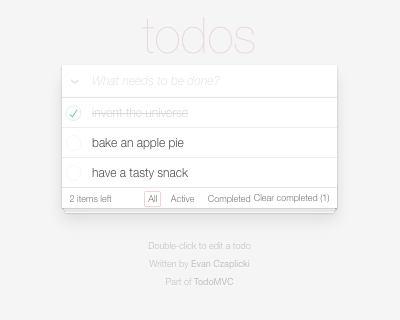 todos
What needs to be done?
invent the universe
bake an apple pie
have a tasty snack
2 items left All Active Completed Clear completed (1)
Double-click to edit a todo
Written by Evan Czaplicki
Part of TodoMVC